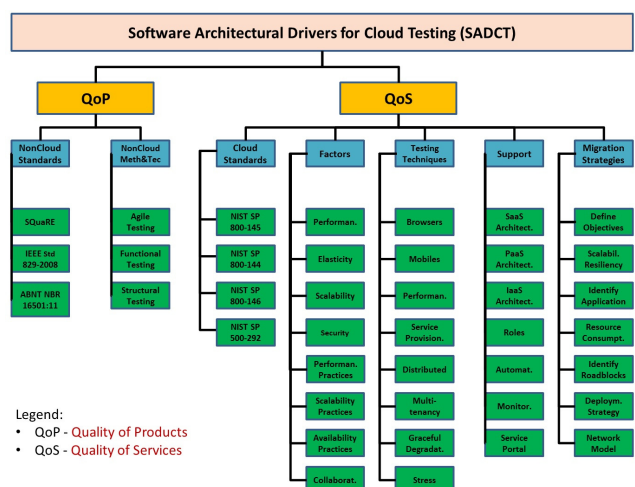 Software Architectural Drivers for Cloud Testing (SADCT)
QoP
QoS
NonCloud
Standards
NonCloud
Meth&Tec
Cloud
Standards
Factors
Testing
Techniques
Support
Migration
Strategies
SQuaRE
IEEE Std
829-2008
ABNT NBR
16501:11
Agile
Testing
Functional
Testing
Structural
Testing
NIST SP
800-145
NIST SP
800-144
NIST SP
800-146
NIST SP
500-292
Performan.
Elasticity
Scalability
Security
Performan.
Practices
Scalability
Practices
Availability
Practices
Collaborat.
Browsers
Mobiles
Performan.
Service
Provision.
Distributed
Multi-
tenancy
Graceful
Degradat.
Stress
SaaS
Architect.
PaaS
Architect.
IaaS
Architect.
Roles
Automat.
Monitor.
Service
Portal
Define
Objectives
Scalabil.
Resiliency
Identify
Application
Resource
Consumpt.
Identify
Roadblocks
Deploym.
Strategy
Network
Model
Legend:
• QoP - Quality of Products
• QoS - Quality of Services